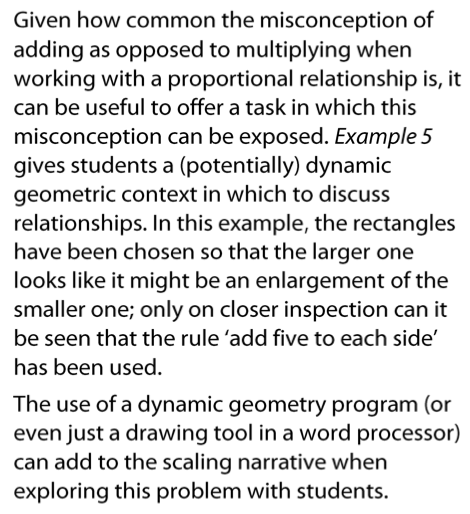 Given how common the misconception of
adding as opposed to multiplying when
working with a proportional relationship is, it
can be useful to offer a task in which this
misconception can be exposed. Example 5
gives students a (potentially) dynamic
geometric context in which to discuss
relationships. In this example, the rectangles
have been chosen so that the larger one
looks like it might be an enlargement of the
smaller one; only on closer inspection can it
be seen that the rule ‘add five to each side’
has been used.
The use of a dynamic geometry program (or
even just a drawing tool in a word processor)
can add to the scaling narrative when
exploring this problem with students.